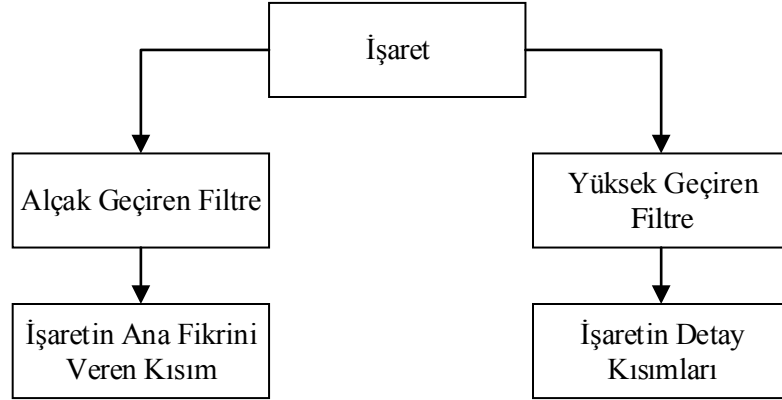 İşaret
Alçak Geçiren Filtre
Yüksek Geçiren
Filtre
İşaretin Ana Fikrini
Veren Kısım
İşaretin Detay
Kısımları